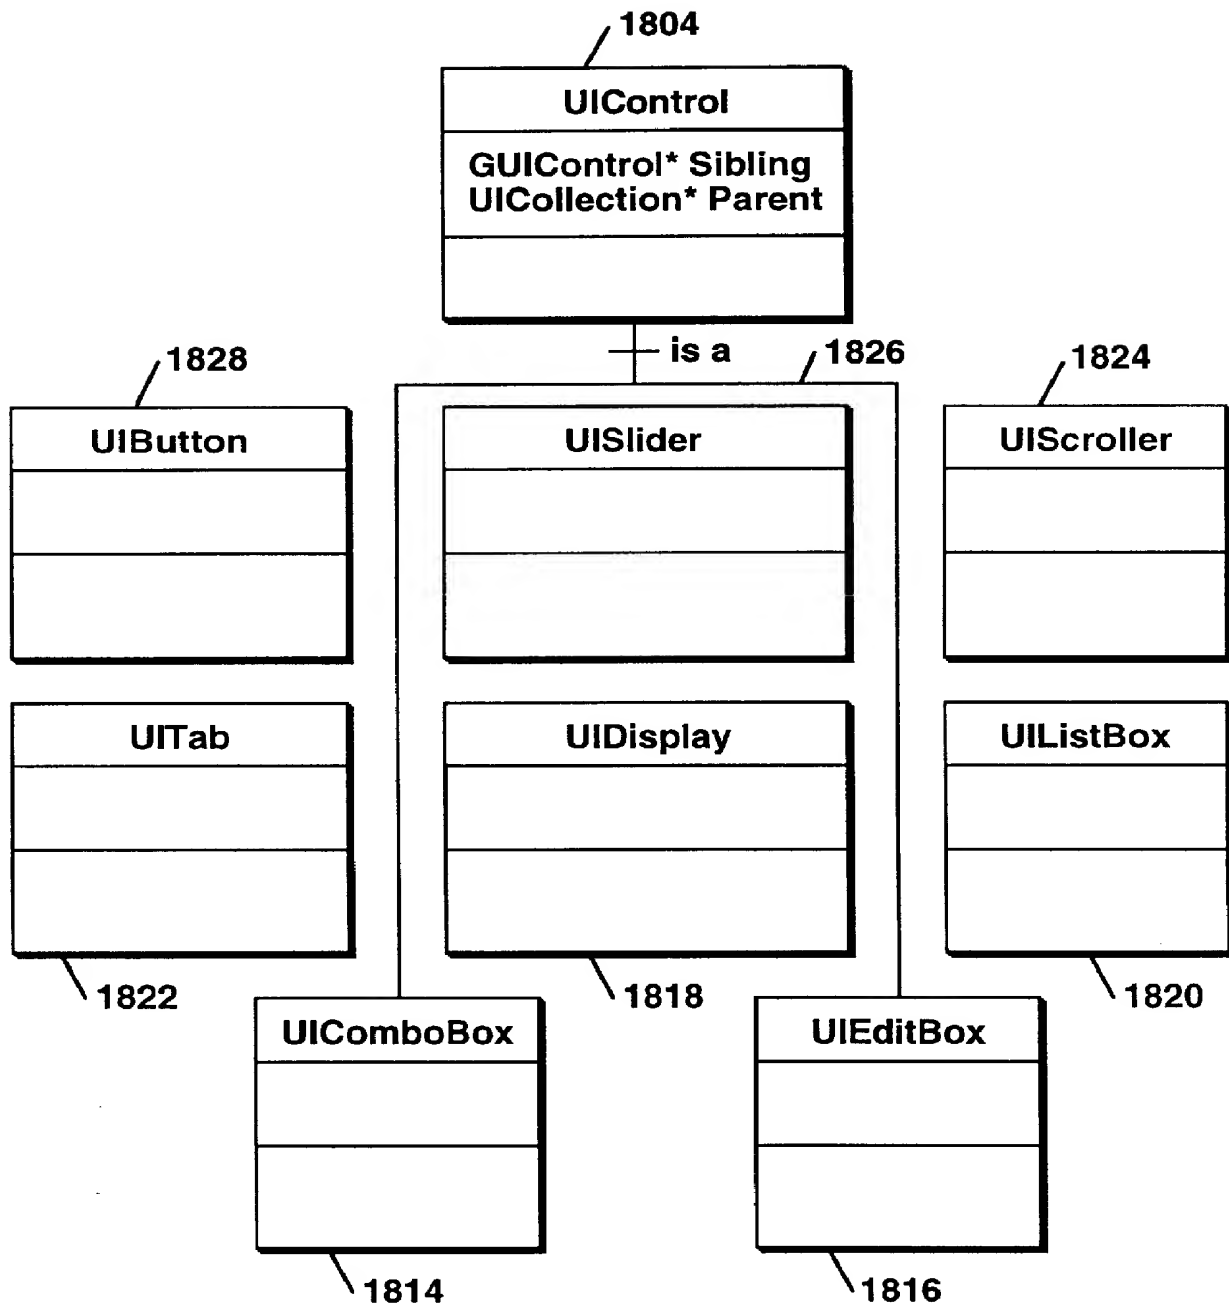 1804
UIControl
GUIControl* Sibling
UICollection* Parent
is a
1828
1826
1824
UIButton
UISlider
UIScroller
UITab
UIDisplay
UIListBox
1822
1818
1820
UIComboBox
UIEditBox
1814
1816